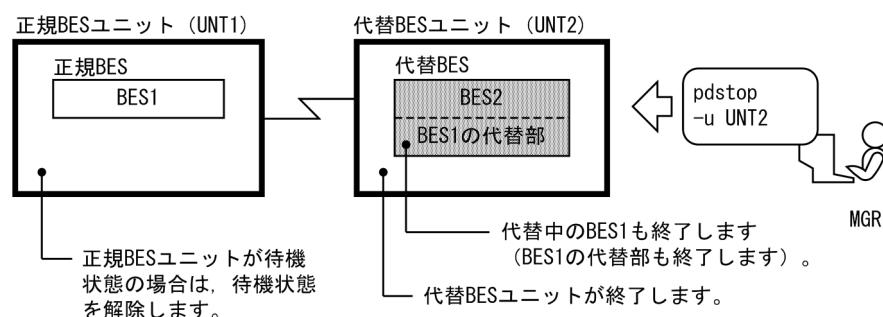 正規BESユニット（UNT1）
代替BESユニット（UNT2）
正規BES
BES1
代替BES
BES2
BES1の代替部
pdstop
-u UNT2
MGR
代替中のBES1も終了します
（BES1の代替部も終了します）。
正規BESユニットが待機
状態の場合は，待機状態
を解除します。
代替BESユニットが終了します。